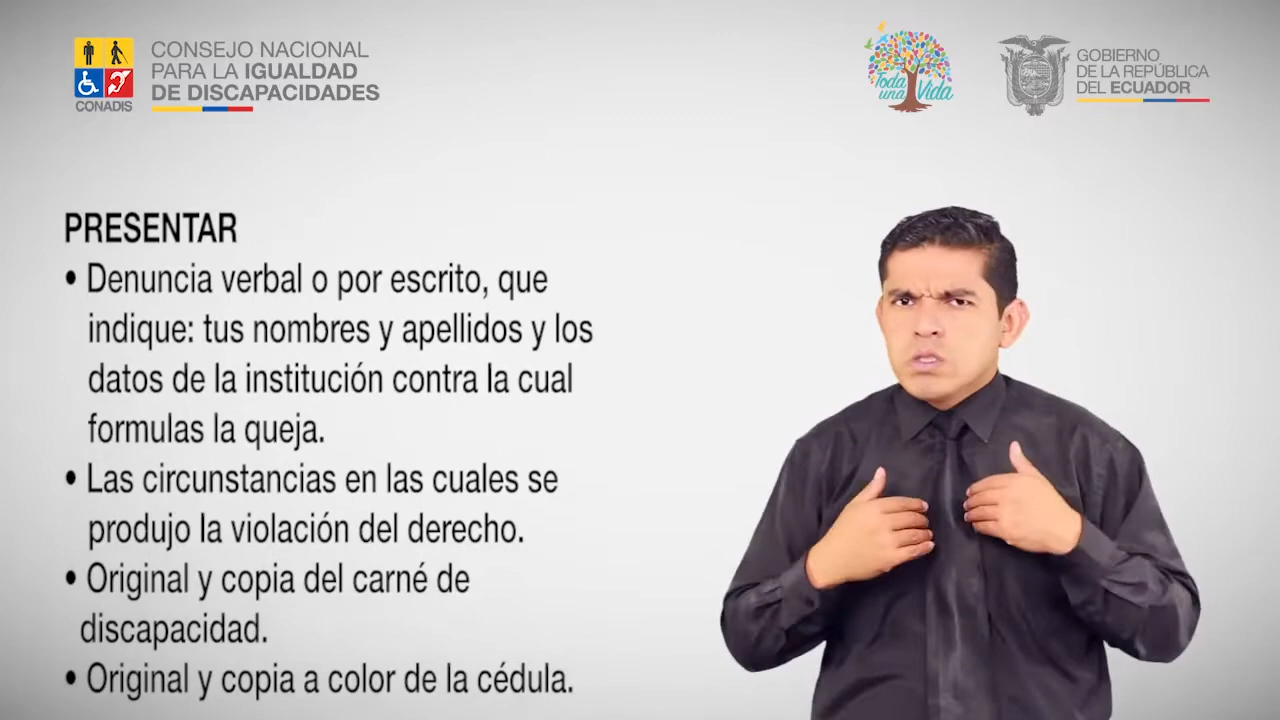 CONADIS
CONSEJO NACIONAL
PARA LA IGUALDAD
DE DISCAPACIDADES
Toda
una Vida
GOBIERNO
DE LA REPÚBLICA
DEL ECUADOR
PRESENTAR
• Denuncia verbal o por escrito, que
indique: tus nombres y apellidos y los
datos de la institución contra la cual
formulas la queja.
• Las circunstancias en las cuales se
produjo la violación del derecho.
• Original y copia del carné de
discapacidad.
• Original y copia a color de la cédula.